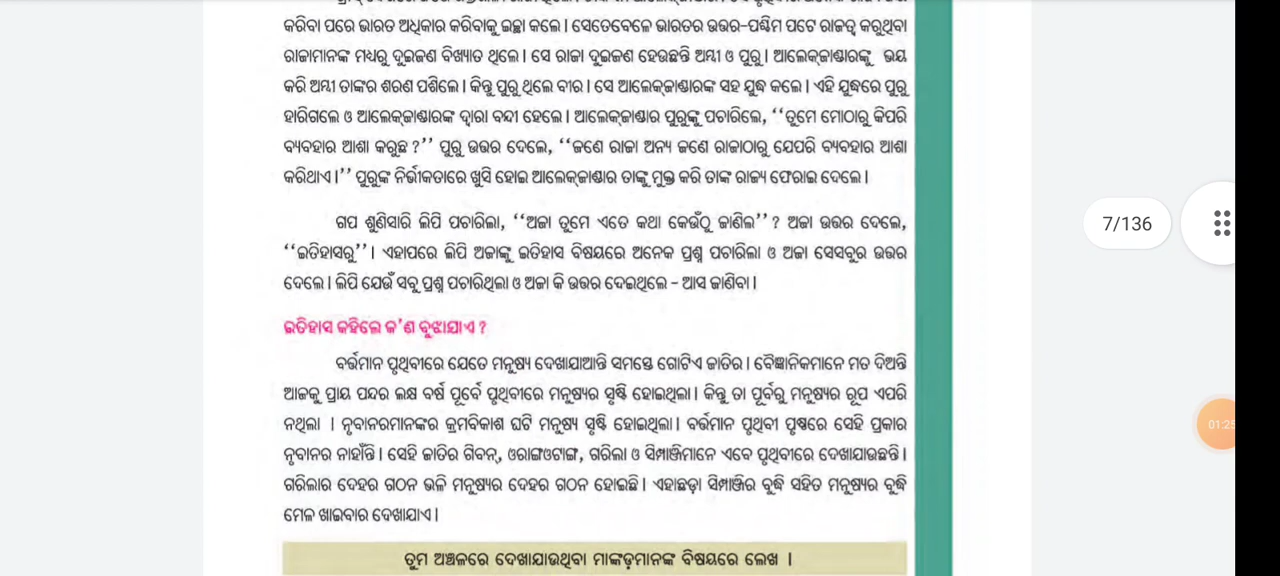 କରିବା ପରେ ଭାରତ ଅଧିକାର କରିବାକୁ ଇଚ୍ଛା କଲେ । ସେତେବେଳେ ଭାରତର ଉତ୍ତର-ପଶ୍ଚିମ ପଟେ ରାଜତ୍ୱ କରୁଥିବା
ରାଜାମାନଙ୍କ ମଧ୍ୟରୁ ଦୁଇଜଣ ବିଖ୍ୟାତ ଥିଲେ । ସେ ରାଜା ଦୁଇଜଣ ହେଉଛନ୍ତି ଅମ୍ଭୀ ଓ ପୁରୁ । ଆଲେକ୍‌ଜାଣ୍ଡାରଙ୍କୁ ଭୟ
କରି ଅମ୍ଭୀ ତାଙ୍କର ଶରଣ ପଶିଲେ । କିନ୍ତୁ ପୁରୁ ଥିଲେ ବୀର । ସେ ଆଲେକ୍‌ଜାଣ୍ଡାରଙ୍କ ସହ ଯୁଦ୍ଧ କଲେ । ଏହି ଯୁଦ୍ଧରେ ପୁରୁ
ହାରିଗଲେ ଓ ଆଲେକ୍‌ଜାଣ୍ଡାରଙ୍କ ଦ୍ୱାରା ବନ୍ଦୀ ହେଲେ । ଆଲେକ୍‌ଜାଣ୍ଡାର ପୁରୁଙ୍କୁ ପଚାରିଲେ, ‘‘ତୁମେ ମୋଠାରୁ କିପରି
ବ୍ୟବହାର ଆଶା କରୁଛ ?’’ ପୁରୁ ଉତ୍ତର ଦେଲେ, ‘‘ଜଣେ ରାଜା ଅନ୍ୟ ଜଣେ ରାଜାଠାରୁ ଯେପରି ବ୍ୟବହାର ଆଶା
କରିଥାଏ ।’’ ପୁରୁଙ୍କ ନିର୍ଭୀକତାରେ ଖୁସି ହୋଇ ଆଲେକ୍‌ଜାଣ୍ଡାର ତାଙ୍କୁ ମୁକ୍ତ କରି ତାଙ୍କ ରାଜ୍ୟ ଫେରାଇ ଦେଲେ ।
ଗପ ଶୁଣିସାରି ଲିପି ପଚାରିଲା, ‘‘ଅଜା ତୁମେ ଏତେ କଥା କେଉଁଠୁ ଜାଣିଲ’’ ? ଅଜା ଉତ୍ତର ଦେଲେ,
‘‘ଇତିହାସରୁ’’ । ଏହାପରେ ଲିପି ଅଜାଙ୍କୁ ଇତିହାସ ବିଷୟରେ ଅନେକ ପ୍ରଶ୍ନ ପଚାରିଲା ଓ ଅଜା ସେସବୁର ଉତ୍ତର
ଦେଲେ । ଲିପି ଯେଉଁ ସବୁ ପ୍ରଶ୍ନ ପଚାରିଥିଲା ଓ ଅଜା କି ଉତ୍ତର ଦେଇଥିଲେ - ଆସ ଜାଣିବା ।
7/136
ଇତିହାସ କହିଲେ କ’ଣ ବୁଝାଯାଏ ?
ବର୍ତ୍ତମାନ ପୃଥିବୀରେ ଯେତେ ମନୁଷ୍ୟ ଦେଖାଯାଆନ୍ତି ସମସ୍ତେ ଗୋଟିଏ ଜାତିର । ବୈଜ୍ଞାନିକମାନେ ମତ ଦିଅନ୍ତି
ଆଜକୁ ପ୍ରାୟ ପନ୍ଦର ଲକ୍ଷ ବର୍ଷ ପୂର୍ବେ ପୃଥିବୀରେ ମନୁଷ୍ୟର ସୃଷ୍ଟି ହୋଇଥିଲା । କିନ୍ତୁ ତା ପୂର୍ବରୁ ମନୁଷ୍ୟର ରୂପ ଏପରି
ନଥିଲା । ନୃବାନରମାନଙ୍କର କ୍ରମବିକାଶ ଘଟି ମନୁଷ୍ୟ ସୃଷ୍ଟି ହୋଇଥିଲା । ବର୍ତ୍ତମାନ ପୃଥିବୀ ପୃଷ୍ଠରେ ସେହି ପ୍ରକାର
ନୃବାନର ନାହାଁନ୍ତି । ସେହି ଜାତିର ଗିବନ୍, ଓରାଙ୍ଗଓଟାଙ୍ଗ, ଗରିଲା ଓ ସିମ୍ପାଞ୍ଜିମାନେ ଏବେ ପୃଥିବୀରେ ଦେଖାଯାଉଛନ୍ତି ।
ଗରିଲାର ଦେହର ଗଠନ ଭଳି ମନୁଷ୍ୟର ଦେହର ଗଠନ ହୋଇଛି । ଏହାଛଡ଼ା ସିମ୍ପାଞ୍ଜିର ବୁଦ୍ଧି ସହିତ ମନୁଷ୍ୟର ବୁଦ୍ଧି
ମେଳ ଖାଇବାର ଦେଖାଯାଏ ।
01:25
ତୁମ ଅଞ୍ଚଳରେ ଦେଖାଯାଉଥିବା ମାଙ୍କଡ଼ମାନଙ୍କ ବିଷୟରେ ଲେଖ ।